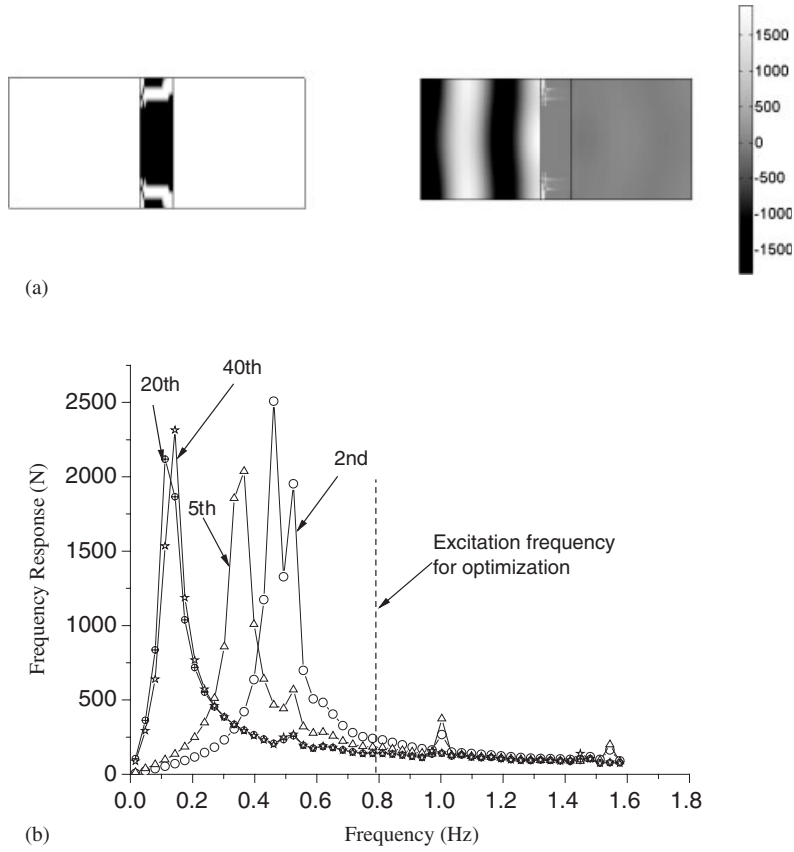 1500
1000
500
0
-500
-1000
-1500
(a)
20th
40th
2nd
5th
Excitation frequency
for optimization
Frequency Response (N)
2500
2000
1500
1000
500
0
0.0 0.2 0.4 0.6 0.8 1.0 1.2 1.4 1.6 1.8
(b)
Frequency (Hz)